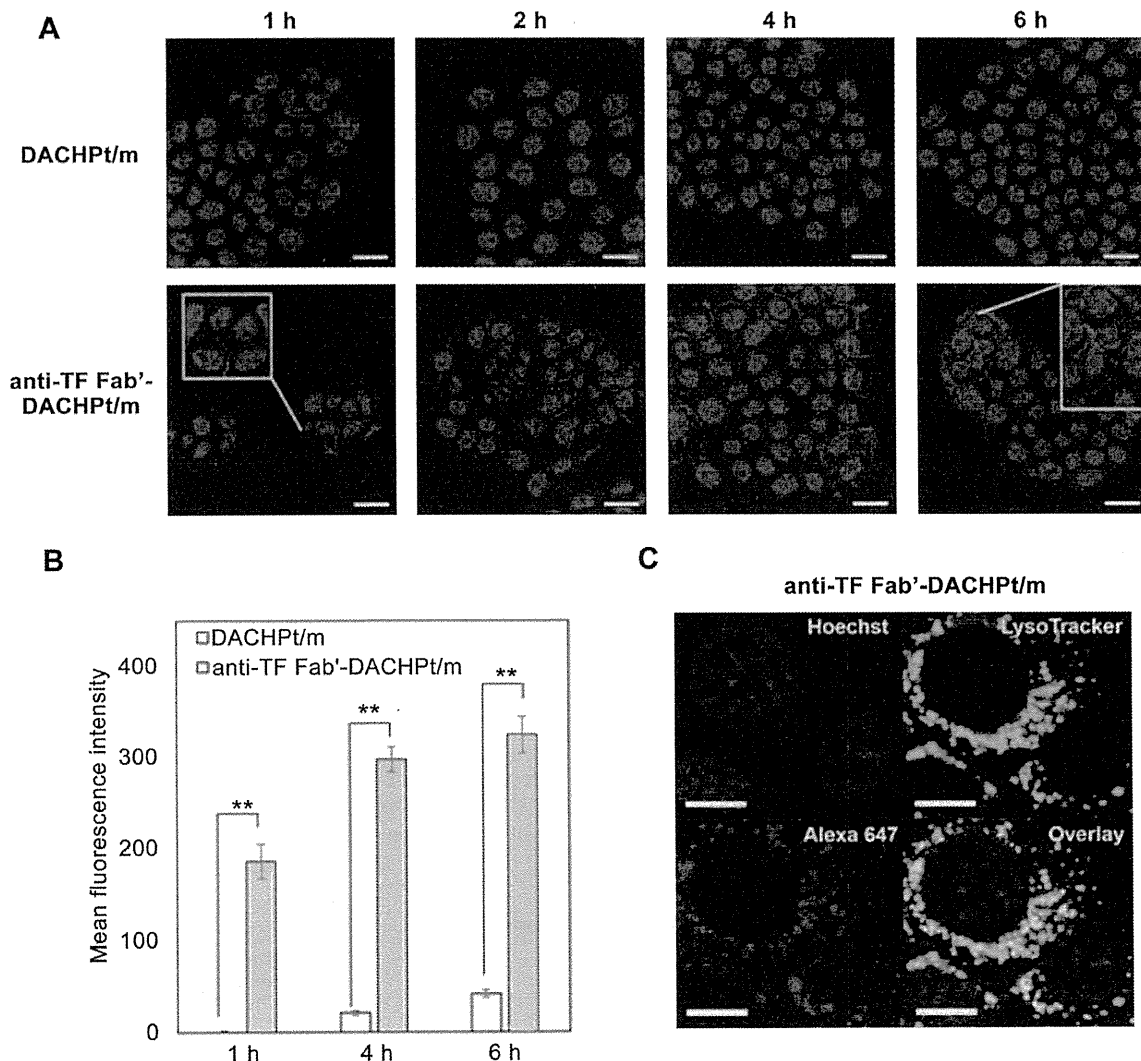 A
1 h
2 h
4 h
6 h
DACHPt/m
anti-TF Fab'-
DACHPt/m
B
Mean fluorescence intensity
400
300
200
100
0
DACHPt/m
anti-TF Fab'-DACHPt/m
**
**
**
1 h
4 h
6 h
C
anti-TF Fab'-DACHPt/m
Hoechst
LysoTracker
Alexa 647
Overlay